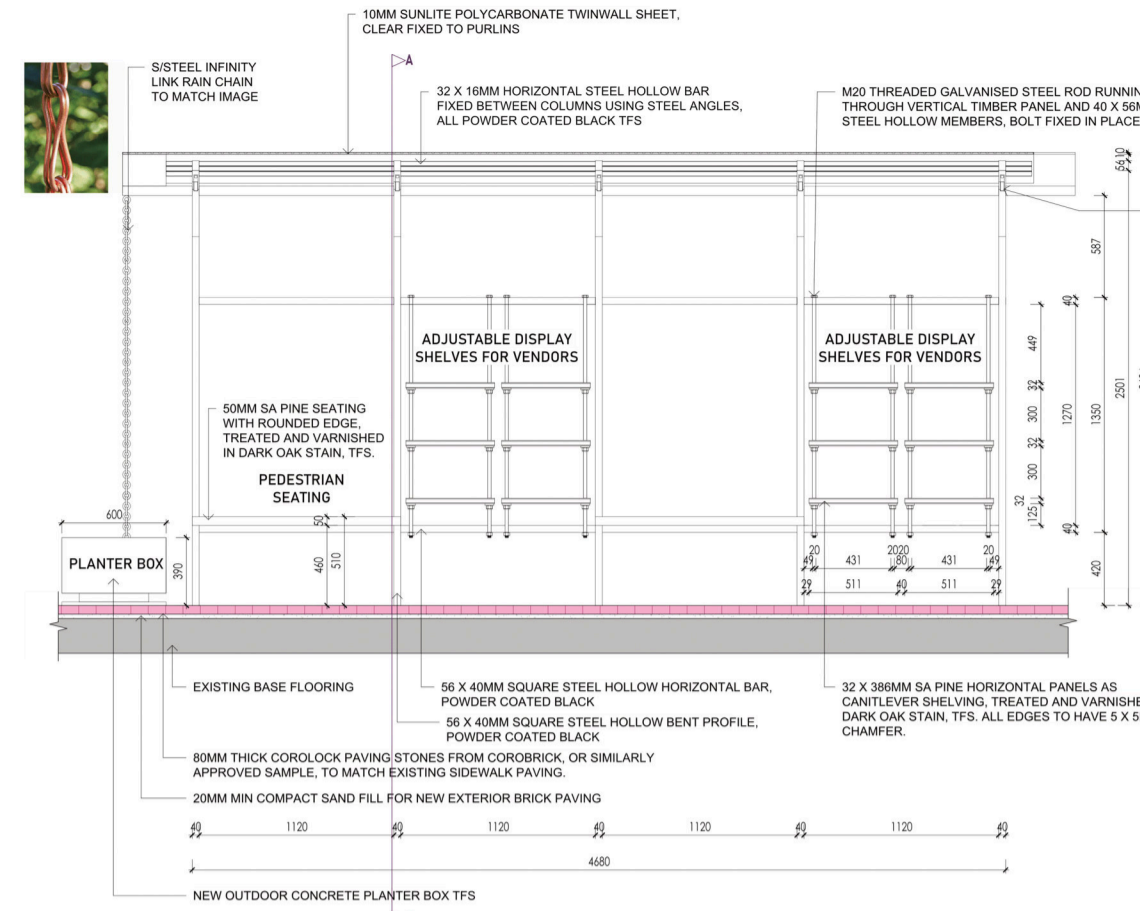 10MM SUNLITE POLYCARBONATE TWINWALL SHEET,
CLEAR FIXED TO PURLINS
S/STEEL INFINITY
LINK RAIN CHAIN
TO MATCH IMAGE
A
32 X 16MM HORIZONTAL STEEL HOLLOW BAR
FIXED BETWEEN COLUMNS USING STEEL ANGLES,
ALL POWDER COATED BLACK TFS
M20 THREADED GALVANISED STEEL ROD RUNNIN
THROUGH VERTICAL TIMBER PANEL AND 40 X 56M
STEEL HOLLOW MEMBERS, BOLT FIXED IN PLACE
10
56
587
40
449
32
300
32
300
32
125
40
1270
1350
2501
420
ADJUSTABLE DISPLAY
SHELVES FOR VENDORS
ADJUSTABLE DISPLAY
SHELVES FOR VENDORS
50MM SA PINE SEATING
WITH ROUNDED EDGE,
TREATED AND VARNISHED
IN DARK OAK STAIN, TFS.
PEDESTRIAN
SEATING
600
PLANTER BOX
390
50
460
510
20 20 20 20
49 431 80 431 49
29 511 40 511 29
EXISTING BASE FLOORING
56 X 40MM SQUARE STEEL HOLLOW HORIZONTAL BAR,
POWDER COATED BLACK
56 X 40MM SQUARE STEEL HOLLOW BENT PROFILE,
POWDER COATED BLACK
32 X 386MM SA PINE HORIZONTAL PANELS AS
CANITLEVER SHELVING, TREATED AND VARNISHE
DARK OAK STAIN, TFS. ALL EDGES TO HAVE 5 X 5
CHAMFER.
80MM THICK COROLOCK PAVING STONES FROM COROBRICK, OR SIMILARLY
APPROVED SAMPLE, TO MATCH EXISTING SIDEWALK PAVING.
20MM MIN COMPACT SAND FILL FOR NEW EXTERIOR BRICK PAVING
40 1120 40 1120 40 1120 40 1120 40
4680
NEW OUTDOOR CONCRETE PLANTER BOX TFS